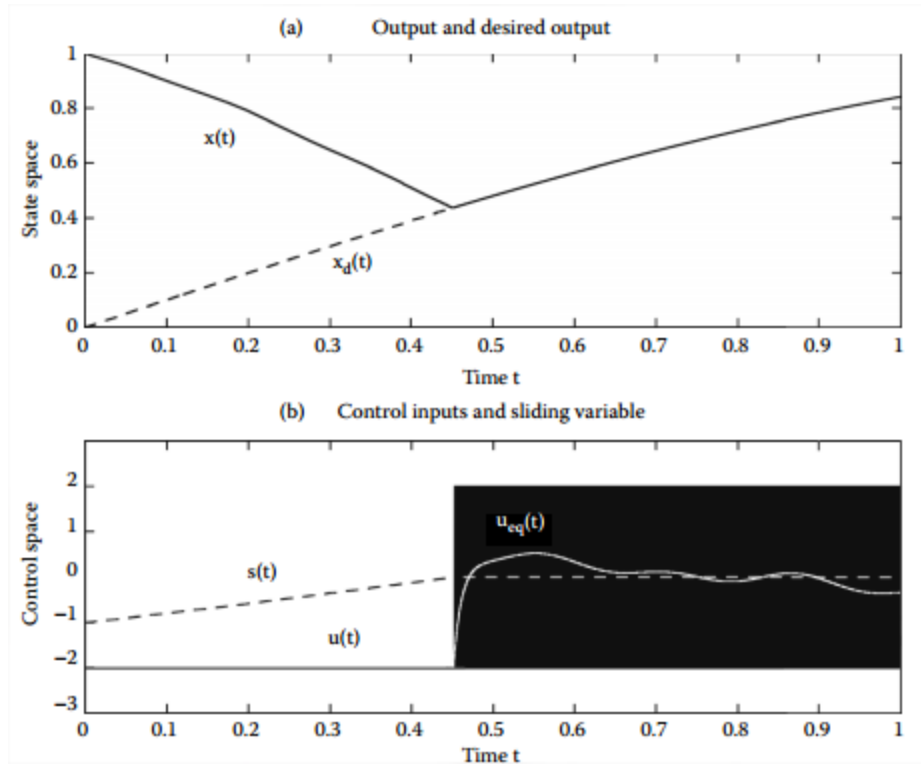 (a) Output and desired output
1
0.8
0.6
0.4
0.2
0
State space
x(t)
x_d(t)
0 0.1 0.2 0.3 0.4 0.5 0.6 0.7 0.8 0.9 1
Time t
(b) Control inputs and sliding variable
2
1
0
−1
−2
−3
Control space
u_eq(t)
s(t)
u(t)
0 0.1 0.2 0.3 0.4 0.5 0.6 0.7 0.8 0.9 1
Time t